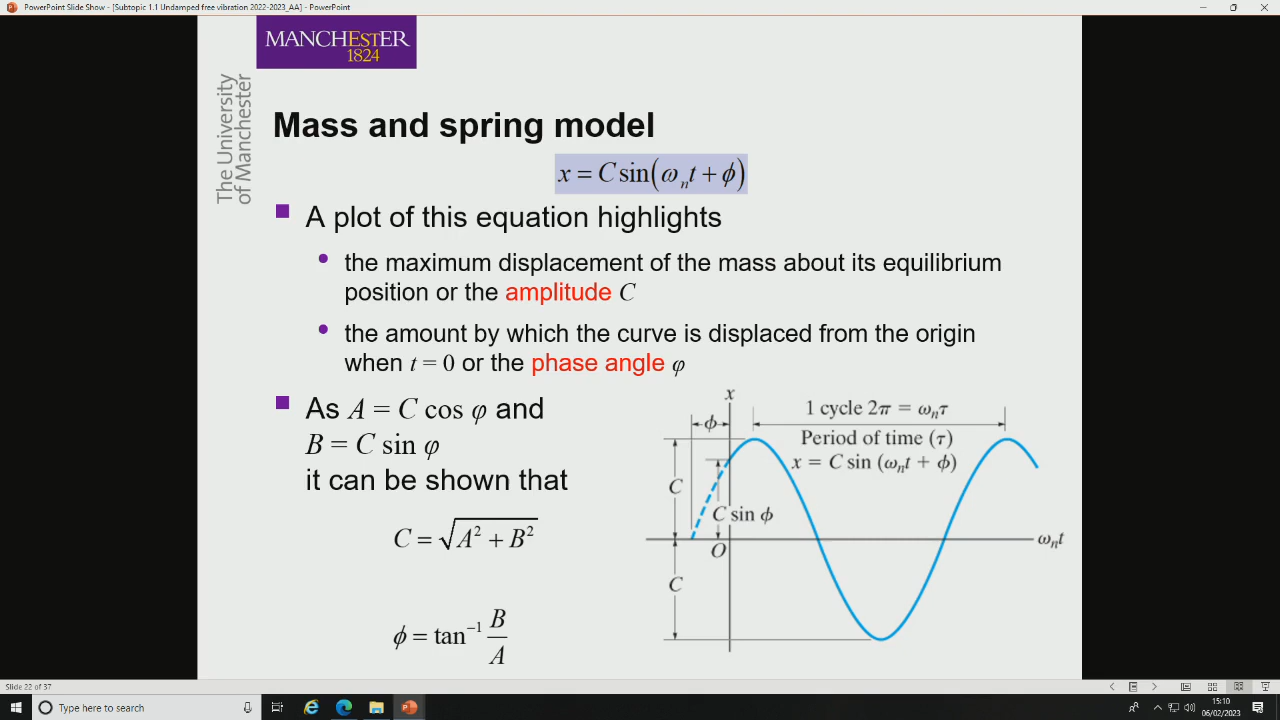 PowerPoint Slide Show - [Subtopic 1.1 Undamped free vibration 2022-2023_AA] - PowerPoint
MANCHESTER
1824
The University
of Manchester
Mass and spring model
x = C sin(ωₙt + ϕ)
A plot of this equation highlights
• the maximum displacement of the mass about its equilibrium
position or the amplitude C
• the amount by which the curve is displaced from the origin
when t = 0 or the phase angle φ
As A = C cos φ and
B = C sin φ
it can be shown that
C = √(A² + B²)
ϕ = tan⁻¹ B/A
x
ϕ
1 cycle 2π = ωₙτ
Period of time (τ)
x = C sin (ωₙt + ϕ)
C
C sin ϕ
O
ωₙt
C
Slide 22 of 37
Type here to search
15:10
06/02/2023